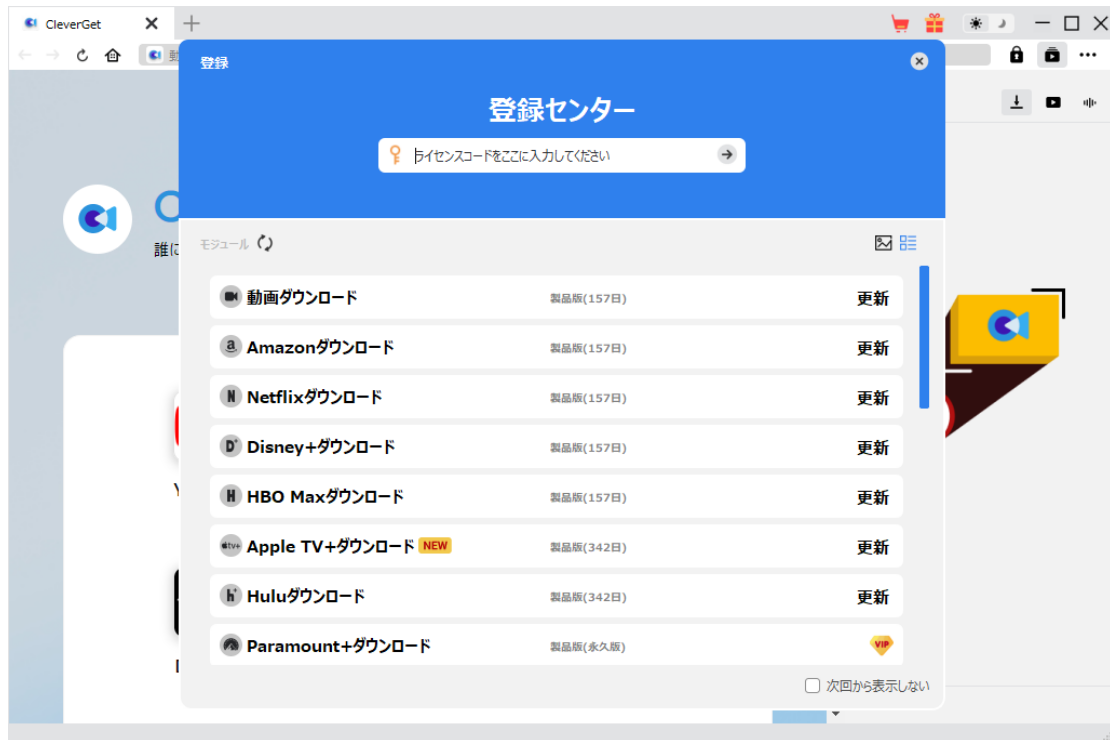 CleverGet
登録
登録センター
ライセンスコードをここに入力してください
誰に
モジュール
動画ダウンロード 製品版(157日) 更新
Amazonダウンロード 製品版(157日) 更新
Netflixダウンロード 製品版(157日) 更新
Disney+ダウンロード 製品版(157日) 更新
HBO Maxダウンロード 製品版(157日) 更新
Apple TV+ダウンロード NEW 製品版(342日) 更新
Huluダウンロード 製品版(342日) 更新
Paramount+ダウンロード 製品版(永久版) VIP
次回から表示しない